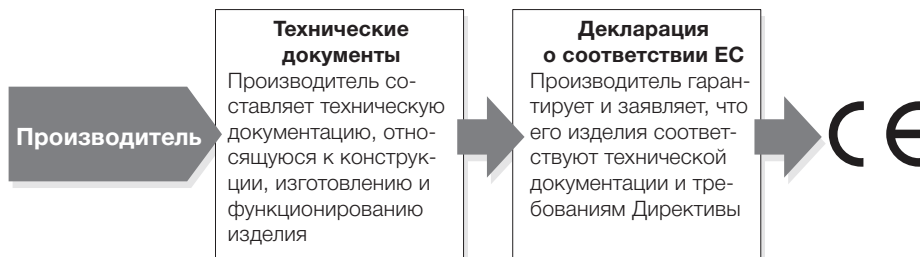 Производитель
Технические
документы
Производитель со-
ставляет техническую
документацию, отно-
сящуюся к конструк-
ции, изготовлению и
функционированию
изделия
Декларация
о соответствии ЕС
Производитель гаран-
тирует и заявляет, что
его изделия соответ-
ствуют технической
документации и тре-
бованиям Директивы
CE